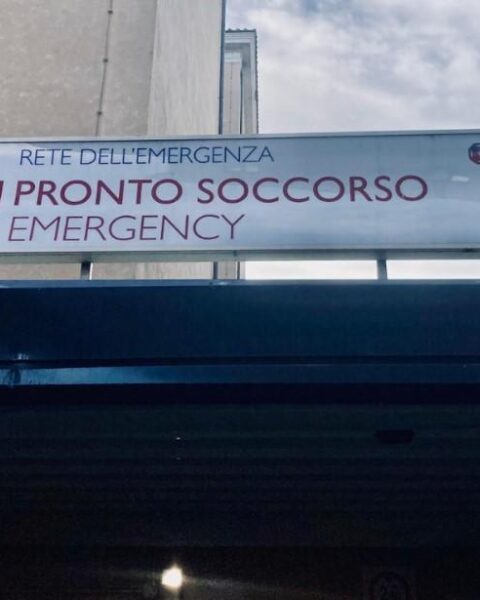 RETE DELL'EMERGENZA
PRONTO SOCCORSO
EMERGENCY